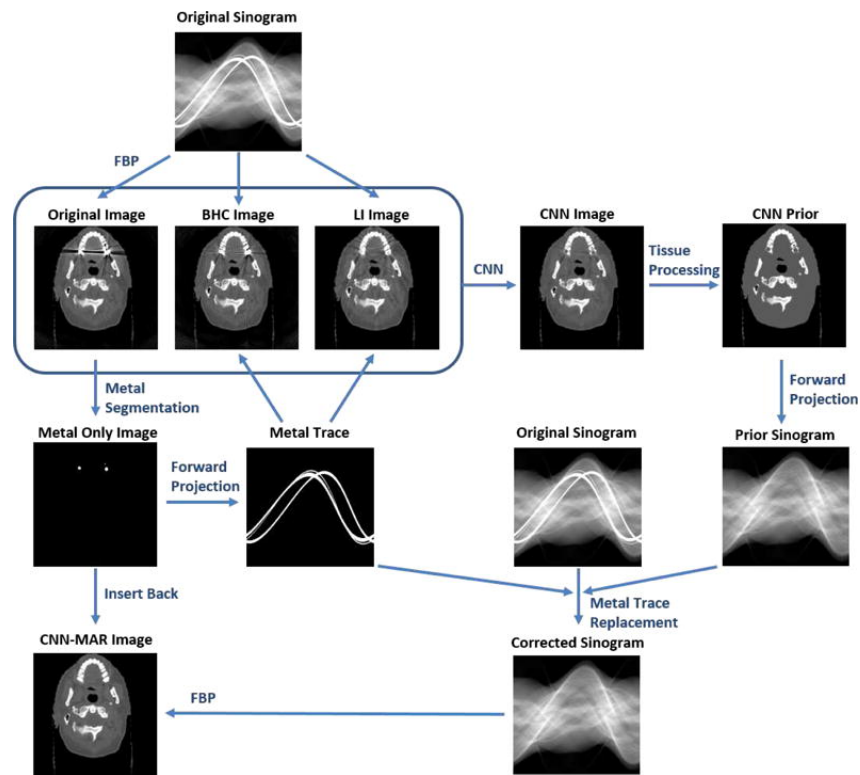 Original Sinogram
FBP
Original Image
BHC Image
LI Image
CNN
CNN Image
Tissue
Processing
CNN Prior
Metal
Segmentation
Forward
Projection
Metal Only Image
Forward
Projection
Metal Trace
Original Sinogram
Prior Sinogram
Insert Back
Metal Trace
Replacement
CNN-MAR Image
FBP
Corrected Sinogram